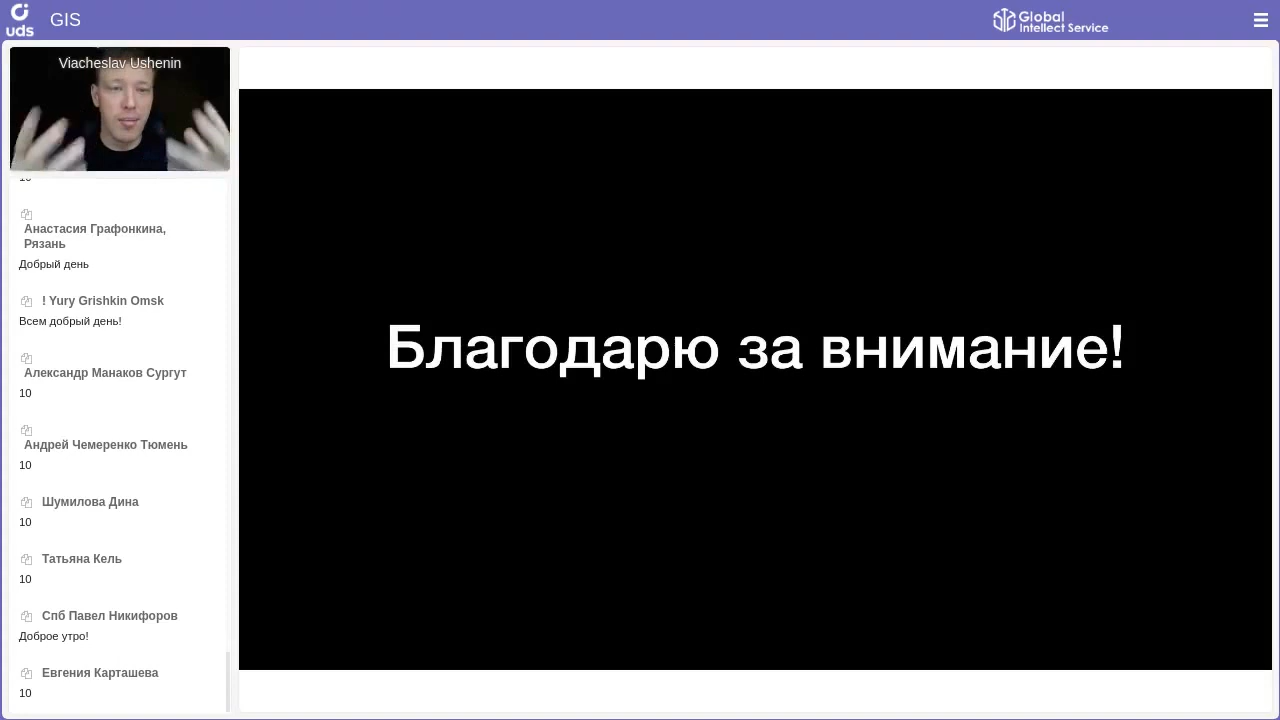 uds
GIS
Global
Intellect Service
Viacheslav Ushenin
Анастасия Графонкина,
Рязань
Добрый день
! Yury Grishkin Omsk
Всем добрый день!
Александр Манаков Сургут
10
Андрей Чемеренко Тюмень
10
Шумилова Дина
10
Татьяна Кель
10
Спб Павел Никифоров
Доброе утро!
Евгения Карташева
10
Благодарю за внимание!